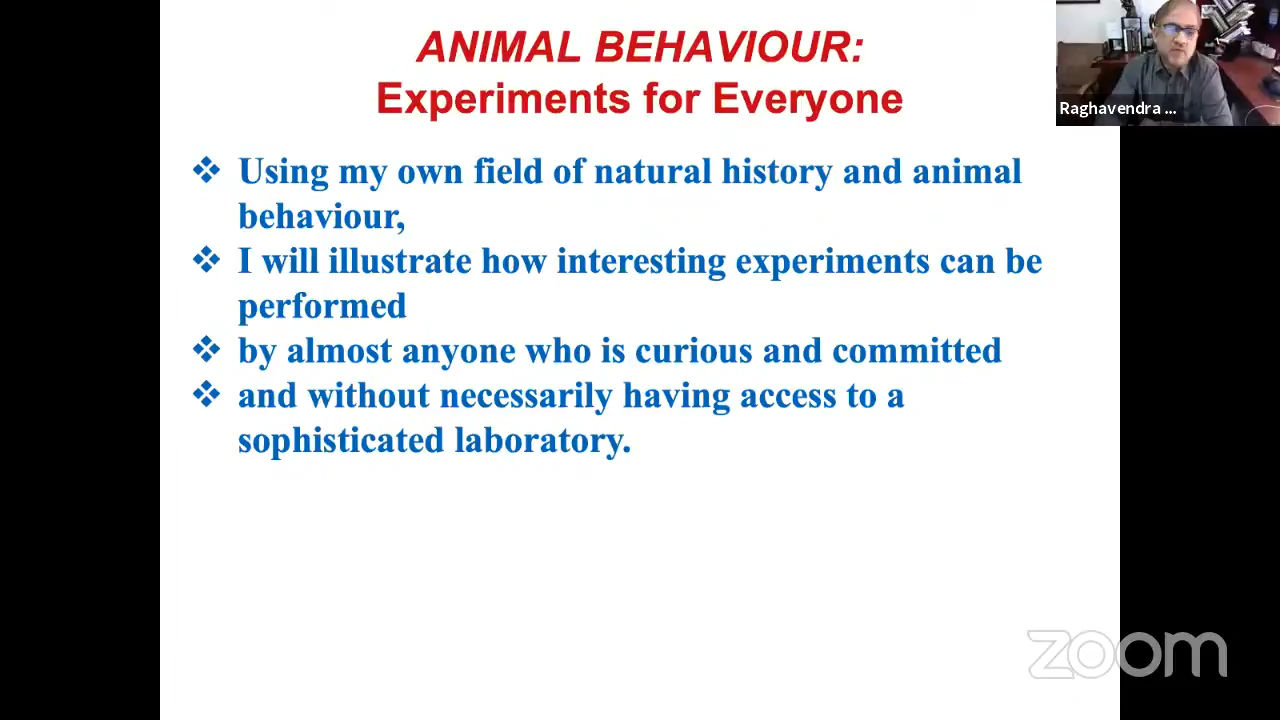 ANIMAL BEHAVIOUR:
Experiments for Everyone
Raghavendra ...
❖ Using my own field of natural history and animal
behaviour,
❖ I will illustrate how interesting experiments can be
performed
❖ by almost anyone who is curious and committed
❖ and without necessarily having access to a
sophisticated laboratory.
zoom